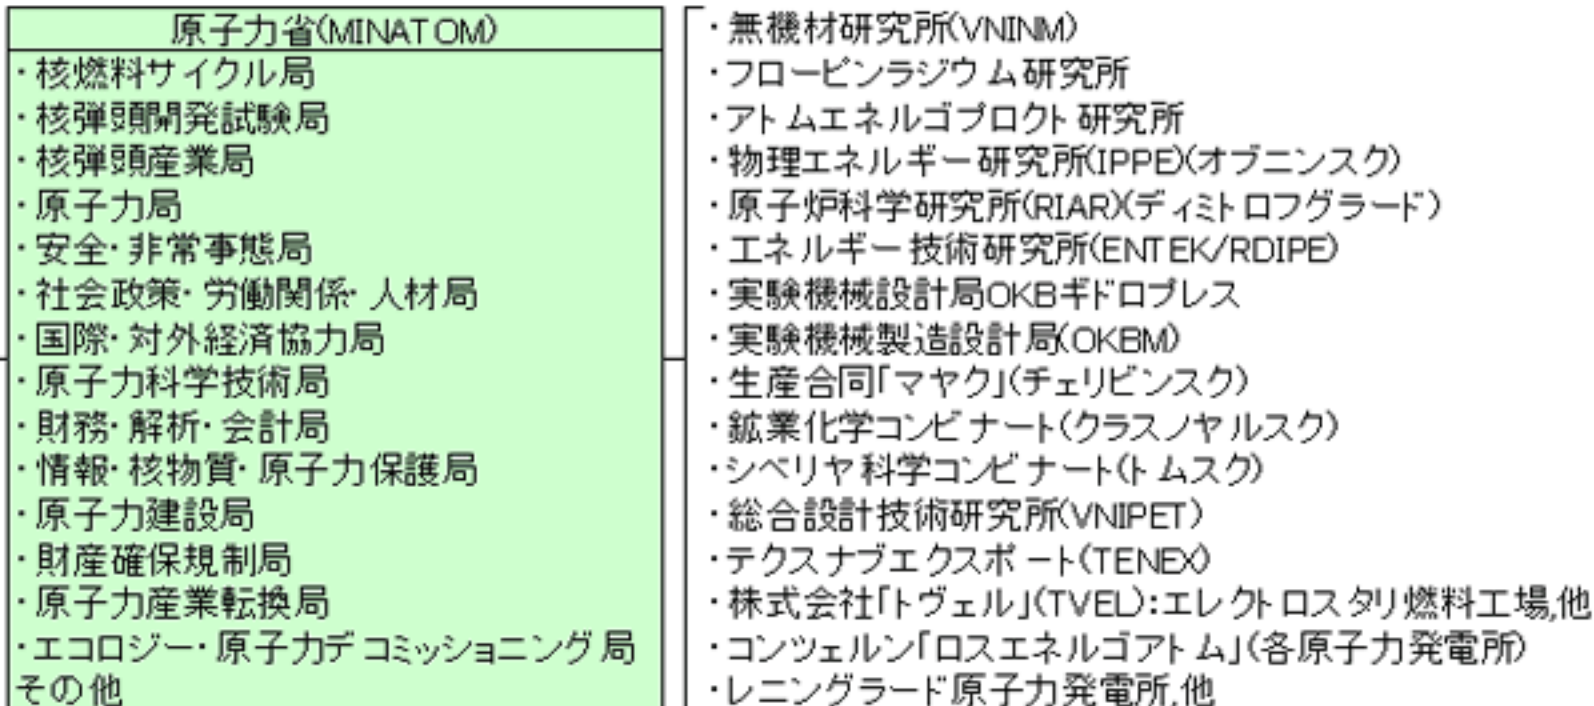 原子力省(MINATOM)
・核燃料サイクル局
・核弾頭開発試験局
・核弾頭産業局
・原子力局
・安全・非常事態局
・社会政策・労働関係・人材局
・国際・対外経済協力局
・原子力科学技術局
・財務・解析・会計局
・情報・核物質・原子力保護局
・原子力建設局
・財産確保規制局
・原子力産業転換局
・エコロジー・原子力デコミッショニング局
その他
・無機材研究所(VNINM)
・フローピンラジウム研究所
・アトムエネルゴプロクト研究所
・物理エネルギー研究所(IPPE)(オブニンスク)
・原子炉科学研究所(RIAR)(ディミトロフグラード)
・エネルギー技術研究所(ENTEK/RDIPE)
・実験機械設計局OKBギドロプレス
・実験機械製造設計局(OKBM)
・生産合同「マヤク」(チェリビンスク)
・鉱業化学コンビナート(クラスノヤルスク)
・シベリヤ科学コンビナート(トムスク)
・総合設計技術研究所(VNIPET)
・テクスナブエクスポート(TENEX)
・株式会社「トヴェル」(TVEL):エレクトロスタリ燃料工場,他
・コンツェルン「ロスエネルゴアトム」(各原子力発電所)
・レニングラード原子力発電所,他